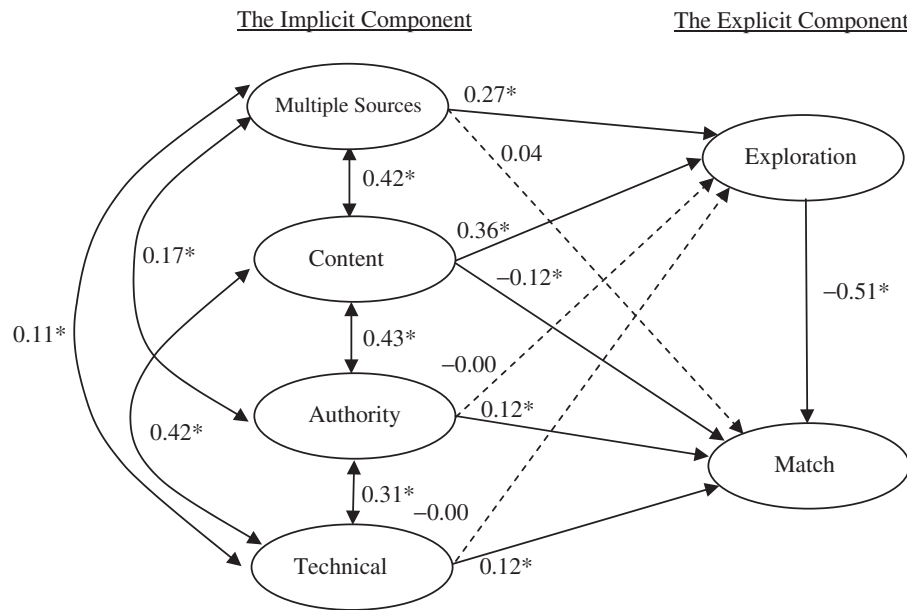 The Implicit Component
The Explicit Component
Multiple Sources
0.27*
0.04
Exploration
0.42*
0.36*
0.17*
Content
−0.12*
−0.51*
0.11*
0.43*
−0.00
Authority
0.12*
0.42*
Match
0.31*
−0.00
Technical
0.12*